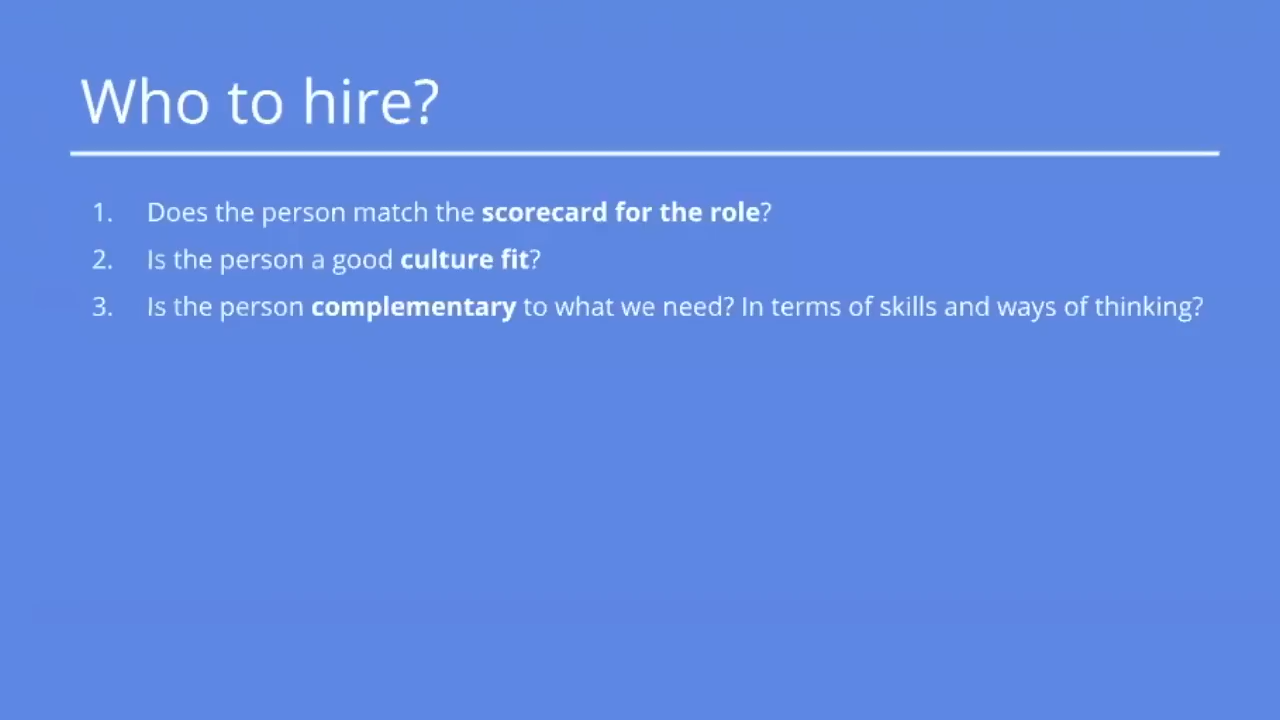 Who to hire?
1. Does the person match the scorecard for the role?
2. Is the person a good culture fit?
3. Is the person complementary to what we need? In terms of skills and ways of thinking?